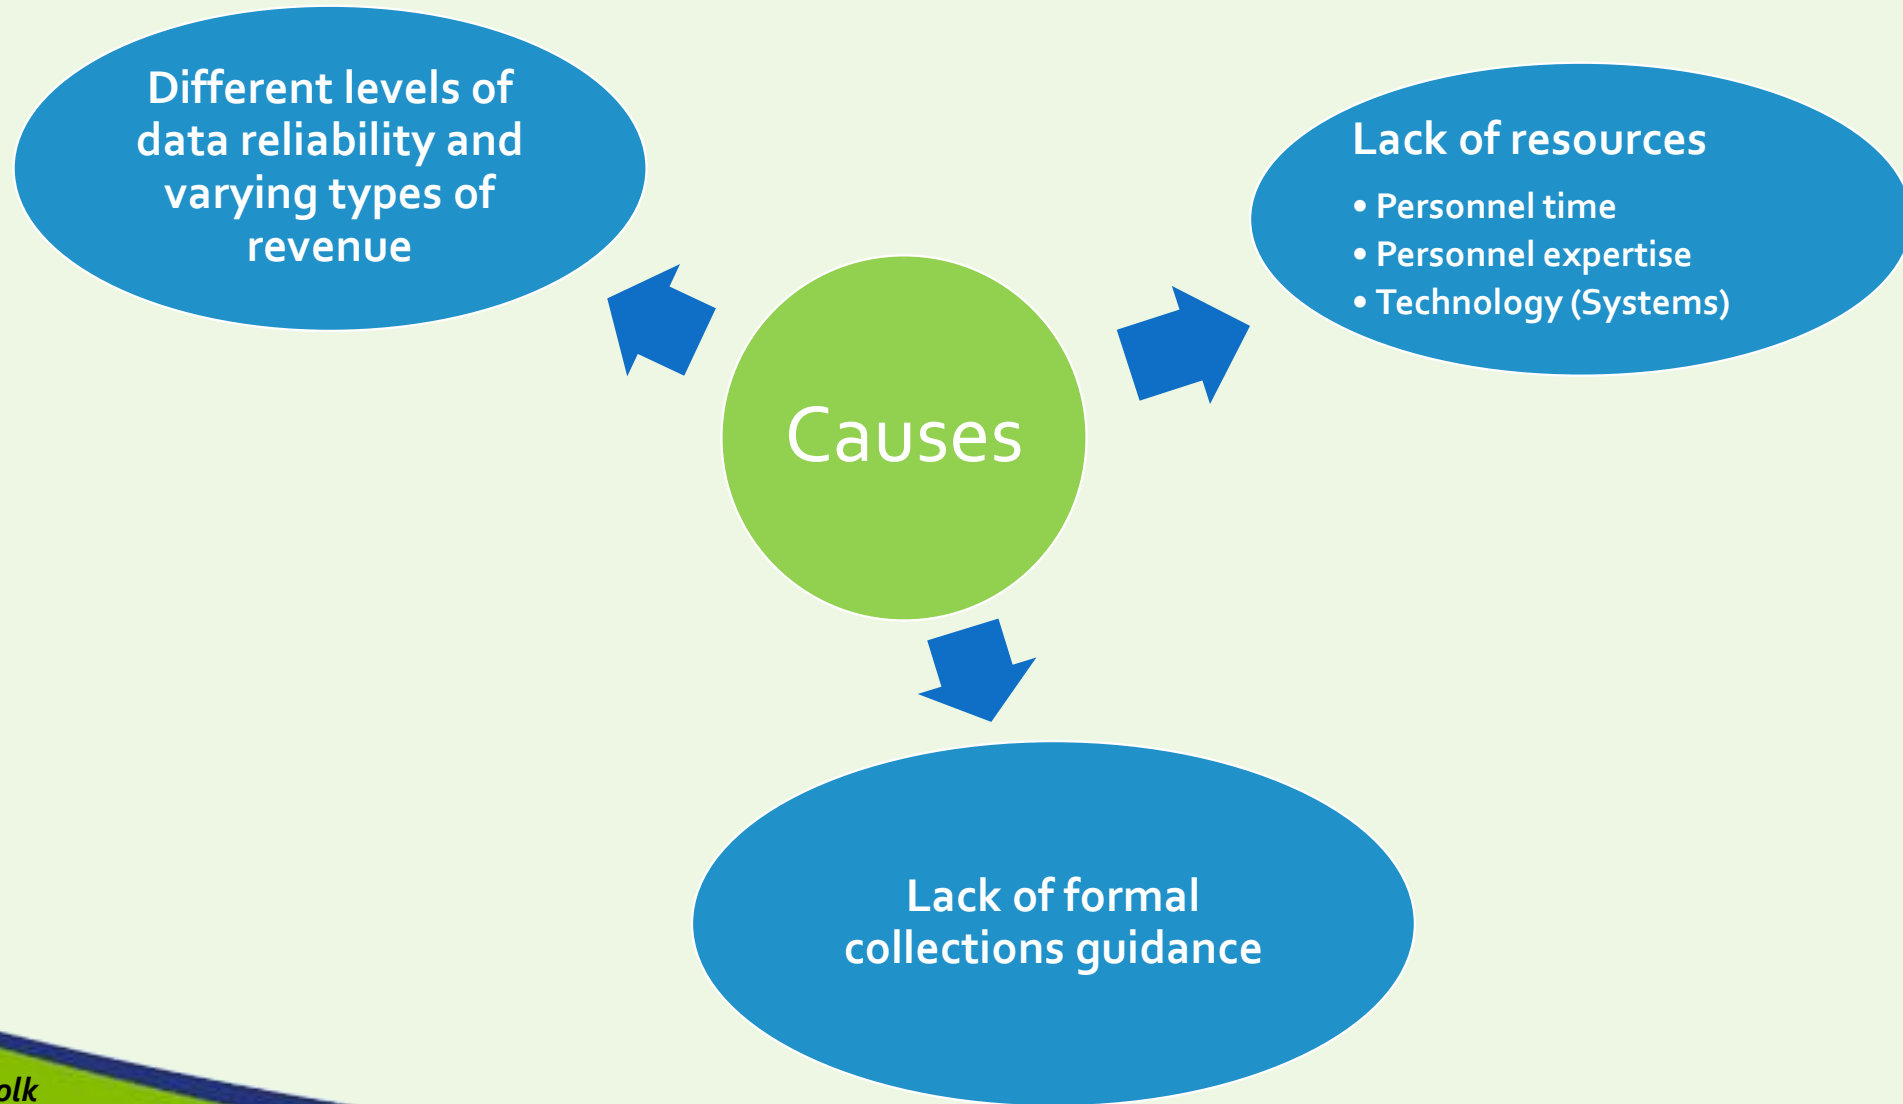 Different levels of
data reliability and
varying types of
revenue
Lack of resources
• Personnel time
• Personnel expertise
• Technology (Systems)
Causes
Lack of formal
collections guidance
olk